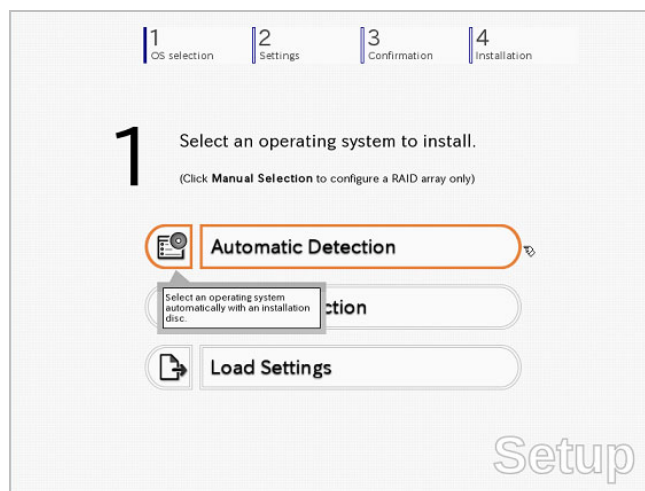 1
OS selection
2
Settings
3
Confirmation
4
Installation
1
Select an operating system to install.
(Click Manual Selection to configure a RAID array only)
Automatic Detection
Select an operating system
automatically with an installation
disc.
ction
Load Settings
Setup